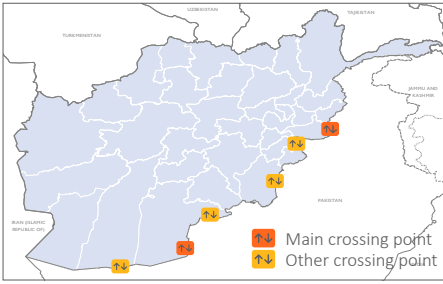 UZBEKISTAN
TAJIKISTAN
TURKMENISTAN
JAMMU AND
KASHMIR
PAKISTAN
IRAN (ISLAMIC
REPUBLIC OF)
Main crossing point
Other crossing point